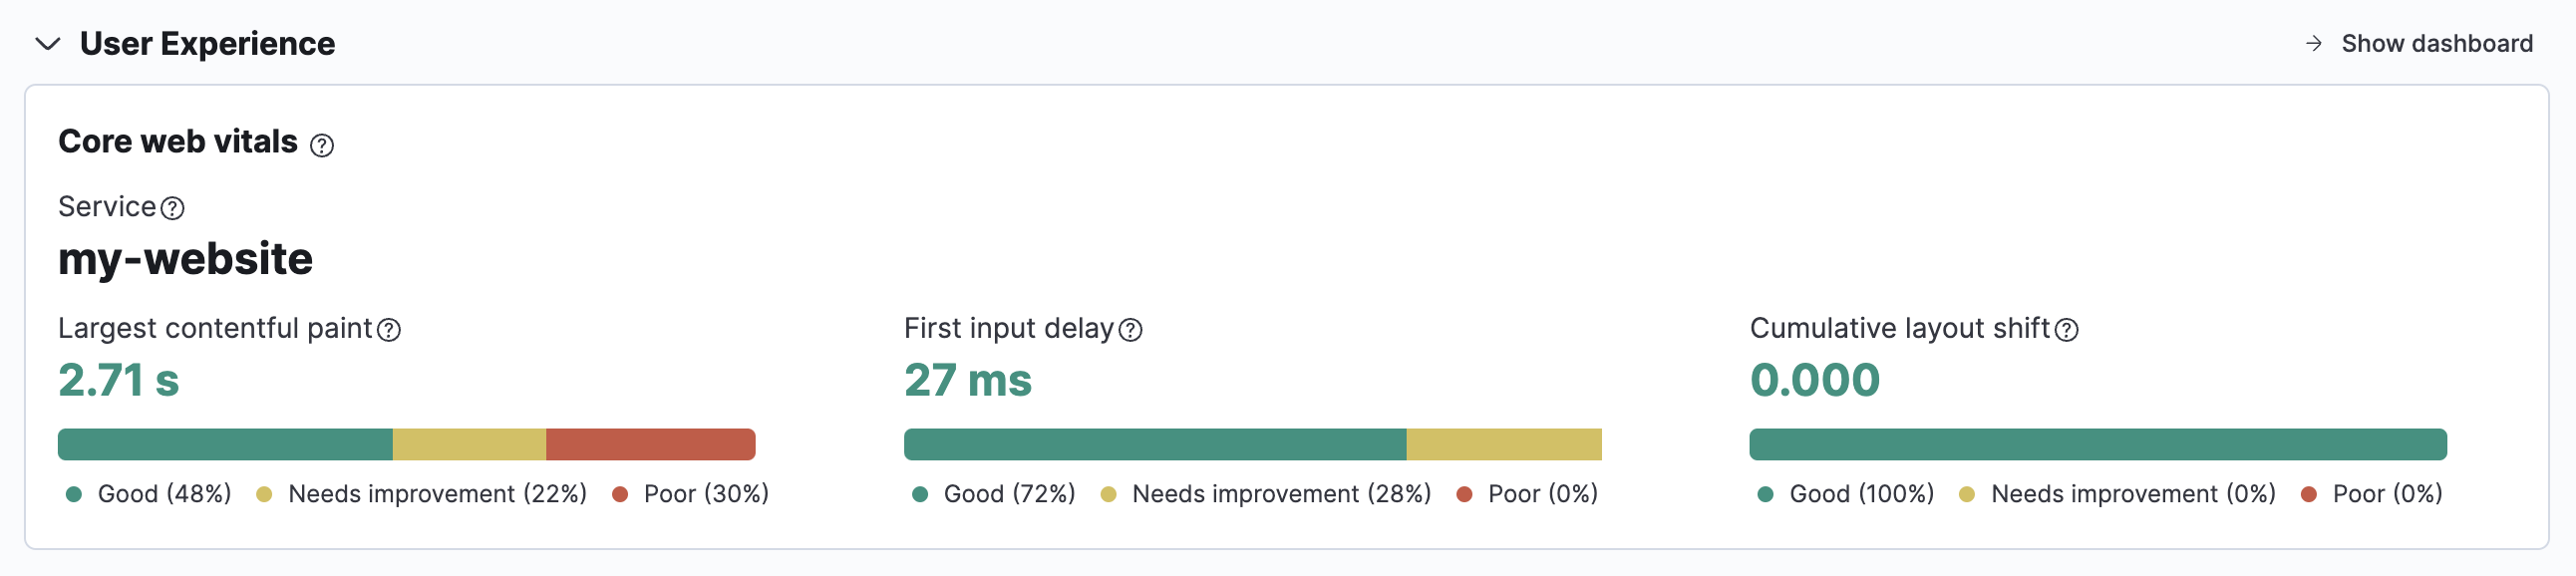 User Experience
Show dashboard
Core web vitals
Service
my-website
Largest contentful paint
2.71 s
Good (48%) Needs improvement (22%) Poor (30%)
First input delay
27 ms
Good (72%) Needs improvement (28%) Poor (0%)
Cumulative layout shift
0.000
Good (100%) Needs improvement (0%) Poor (0%)